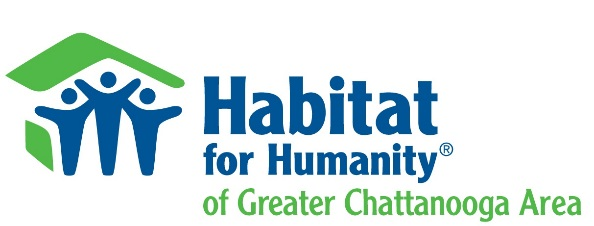 Habitat
for Humanity®
of Greater Chattanooga Area